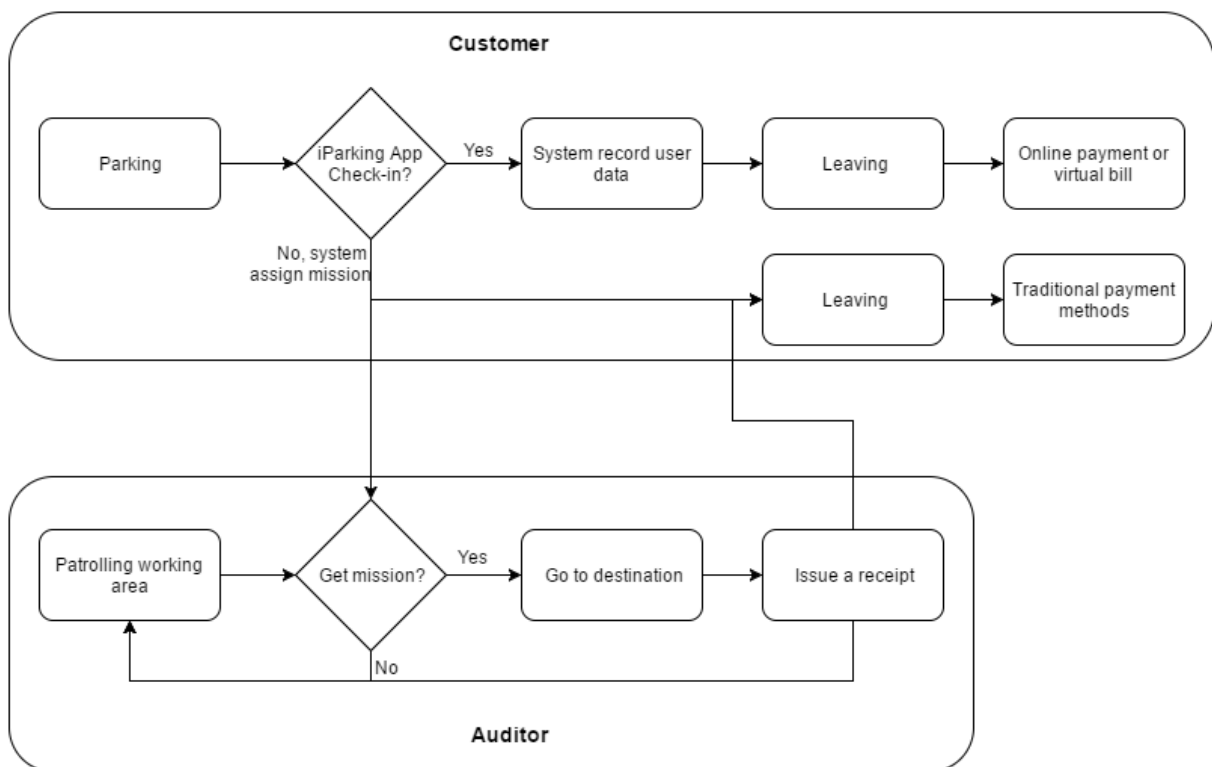 Customer
Parking
iParking App
Check-in?
Yes
System record user
data
Leaving
Online payment or
virtual bill
No, system
assign mission
Leaving
Traditional payment
methods
Patrolling working
area
Get mission?
Yes
Go to destination
Issue a receipt
No
Auditor